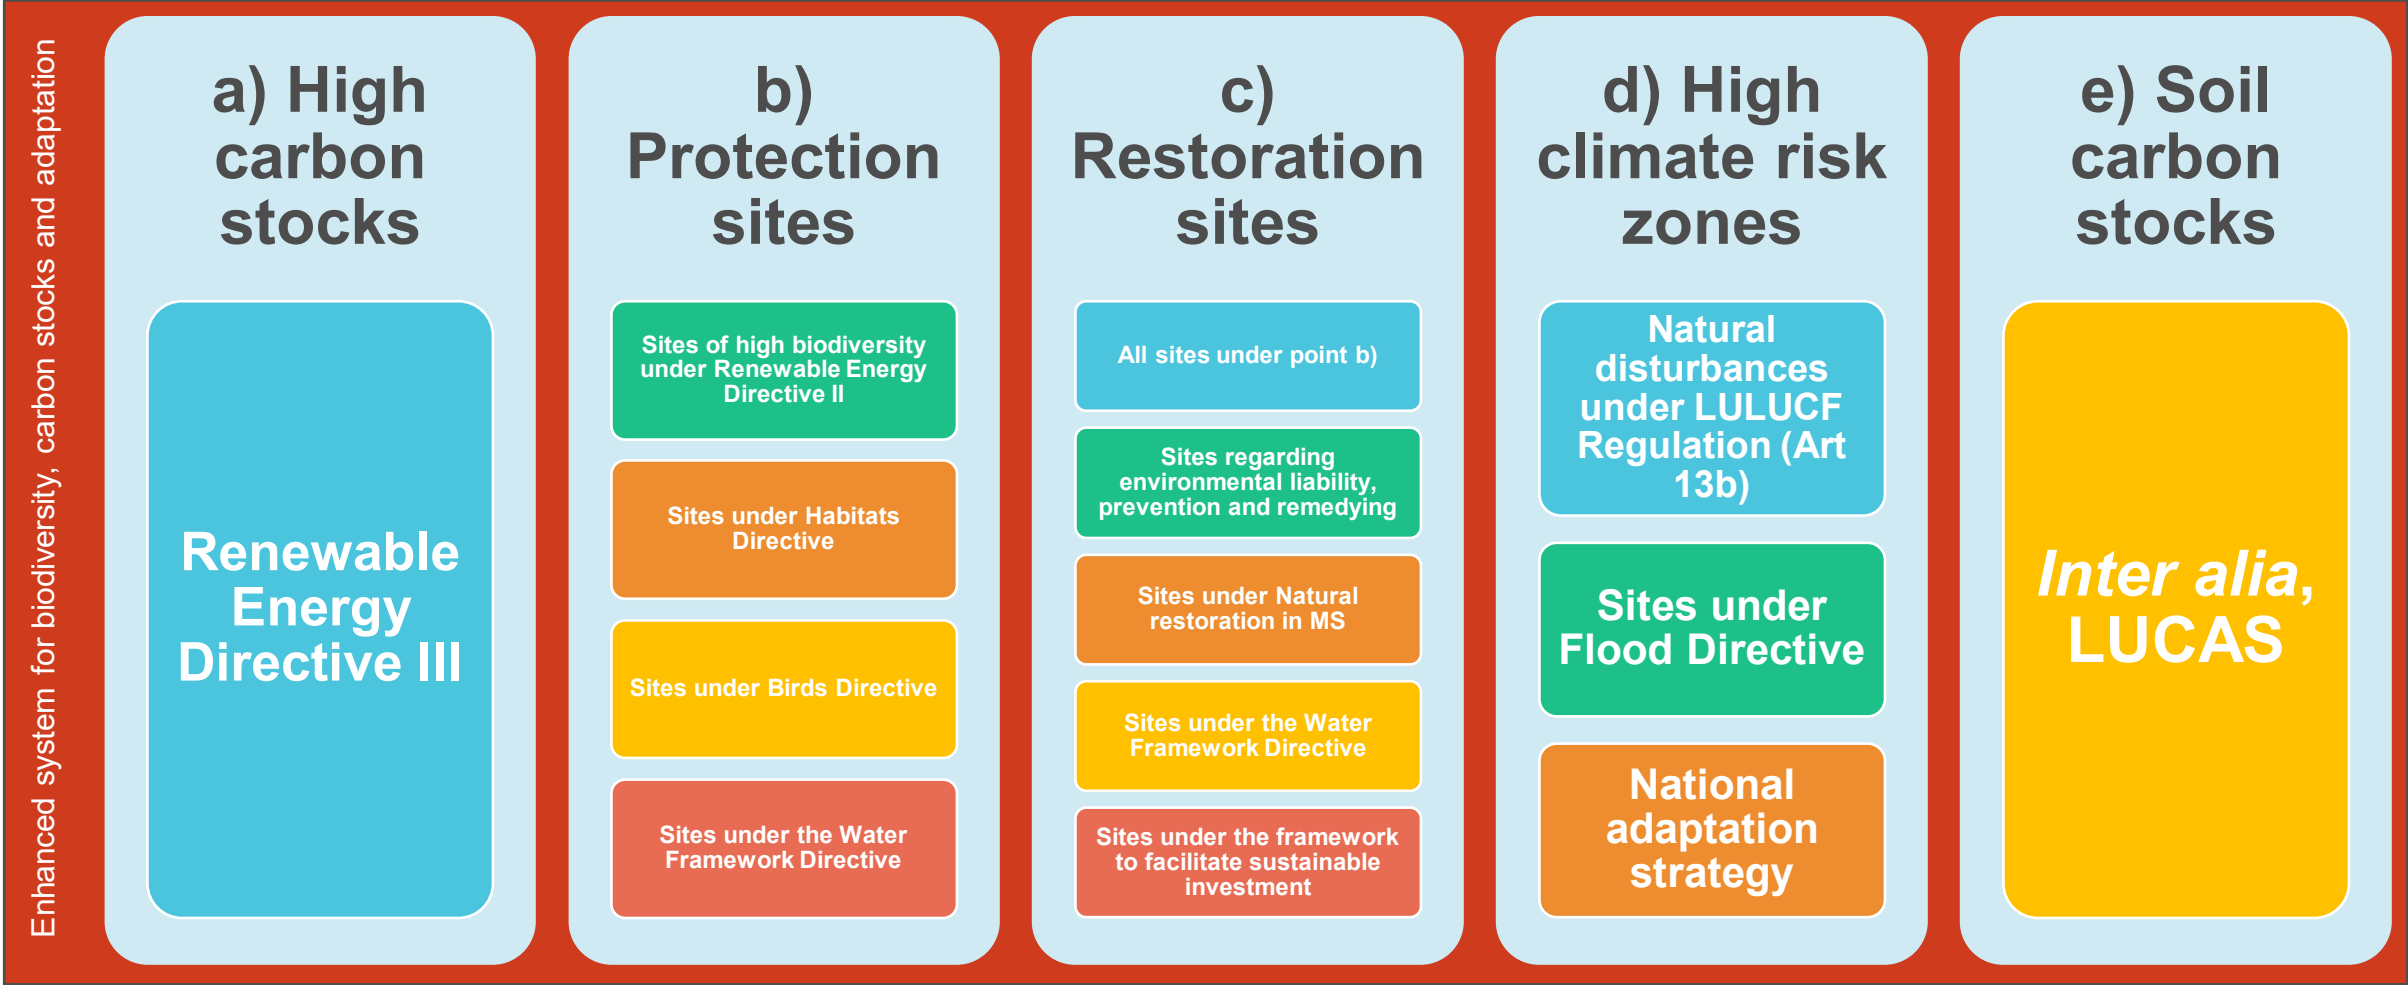 Enhanced system for biodiversity, carbon stocks and adaptation
a) High
carbon
stocks
Renewable
Energy
Directive III
b)
Protection
sites
Sites of high biodiversity
under Renewable Energy
Directive II
Sites under Habitats
Directive
Sites under Birds Directive
Sites under the Water
Framework Directive
c)
Restoration
sites
All sites under point b)
Sites regarding
environmental liability,
prevention and remedying
Sites under Natural
restoration in MS
Sites under the Water
Framework Directive
Sites under the framework
to facilitate sustainable
investment
d) High
climate risk
zones
Natural
disturbances
under LULUCF
Regulation (Art
13b)
Sites under
Flood Directive
National
adaptation
strategy
e) Soil
carbon
stocks
Inter alia,
LUCAS